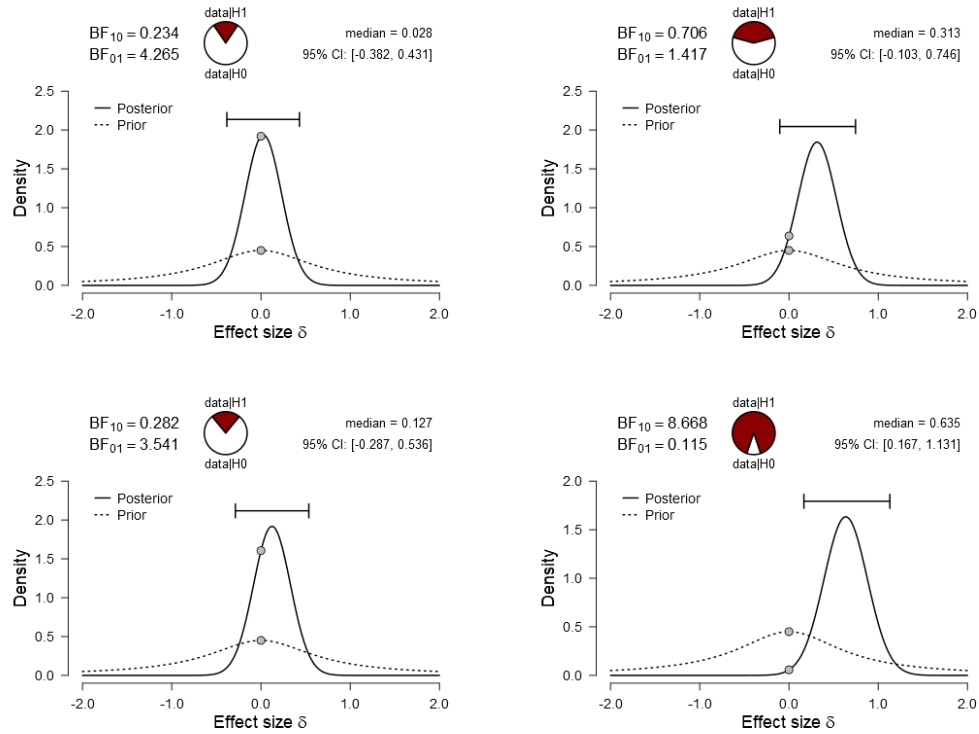 data|H1
BF10 = 0.234
BF01 = 4.265
data|H0
median = 0.028
95% CI: [-0.382, 0.431]
2.5
2.0
1.5
1.0
0.5
0.0
Density
Posterior
Prior
-2.0 -1.0 0.0 1.0 2.0
Effect size δ
data|H1
BF10 = 0.706
BF01 = 1.417
data|H0
median = 0.313
95% CI: [-0.103, 0.746]
2.5
2.0
1.5
1.0
0.5
0.0
Density
Posterior
Prior
-2.0 -1.0 0.0 1.0 2.0
Effect size δ
data|H1
BF10 = 0.282
BF01 = 3.541
data|H0
median = 0.127
95% CI: [-0.287, 0.536]
2.5
2.0
1.5
1.0
0.5
0.0
Density
Posterior
Prior
-2.0 -1.0 0.0 1.0 2.0
Effect size δ
data|H1
BF10 = 8.668
BF01 = 0.115
data|H0
median = 0.635
95% CI: [0.167, 1.131]
2.0
1.5
1.0
0.5
0.0
Density
Posterior
Prior
-2.0 -1.0 0.0 1.0 2.0
Effect size δ